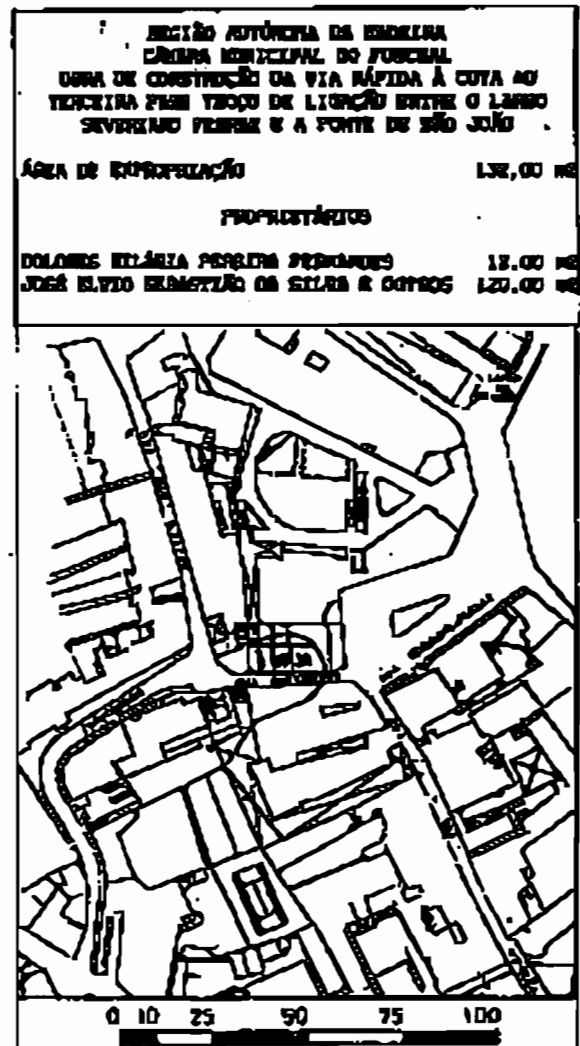 REGIÃO AUTÓNOMA DA MADEIRA
CÂMARA MUNICIPAL DO FUNCHAL
OBRA DE CONSTRUÇÃO DA VIA RÁPIDA À COTA 40
TERCEIRA FASE TROÇO DE LIGAÇÃO ENTRE O LARGO
SEVERIANO FERRAZ E A PONTE DE SÃO JOÃO
ÁREA DE EXPROPRIAÇÃO 138,00 M2
PROPRIETÁRIOS
DOLORES HILÁRIA PEREIRA FERNANDES 18.00 M2
JOSÉ ELVIO SEBASTIÃO DA SILVA E OUTROS 120.00 M2
0 10 25 50 75 100